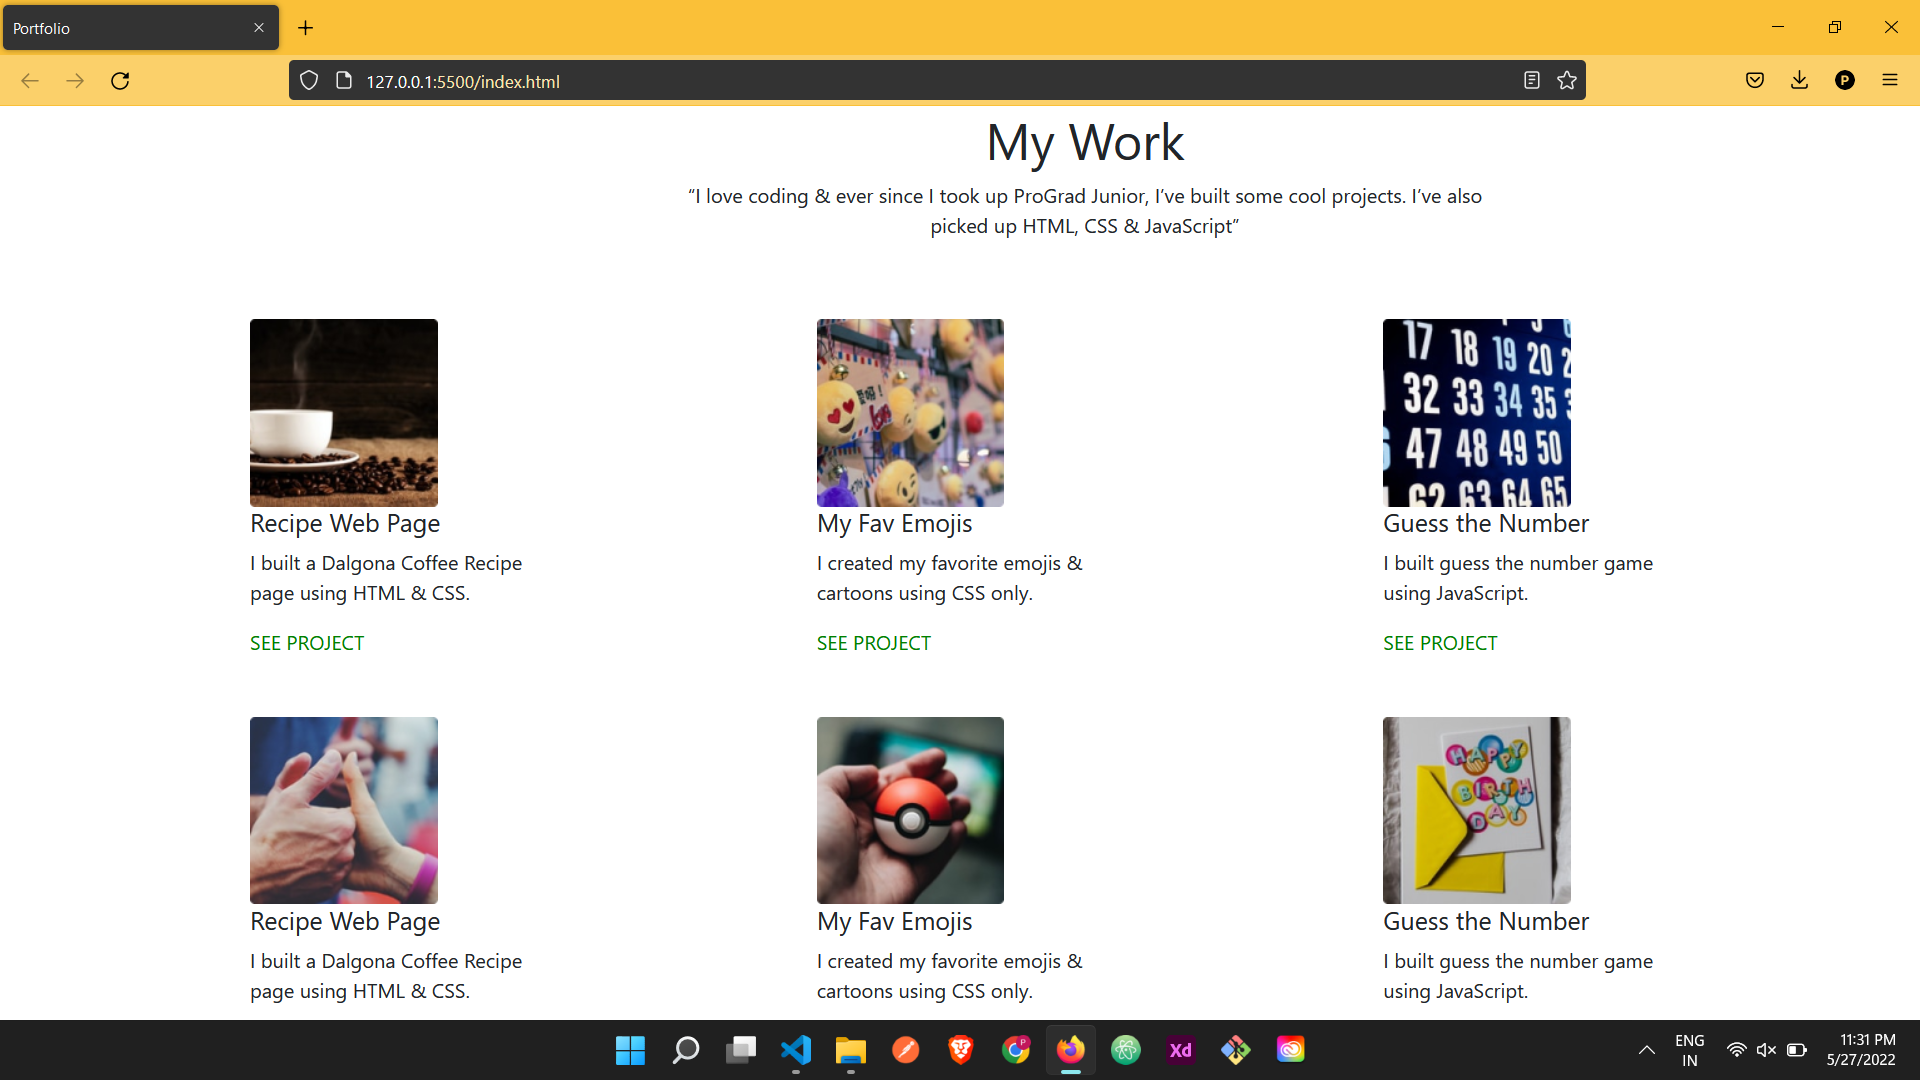 Portfolio
127.0.0.1:5500/index.html
P
My Work
“I love coding & ever since I took up ProGrad Junior, I’ve built some cool projects. I’ve also
picked up HTML, CSS & JavaScript”
17 18 19 20
32 33 34 35
47 48 49 50
62 63 64 65
Recipe Web Page
My Fav Emojis
Guess the Number
I built a Dalgona Coffee Recipe
page using HTML & CSS.
I created my favorite emojis &
cartoons using CSS only.
I built guess the number game
using JavaScript.
SEE PROJECT
SEE PROJECT
SEE PROJECT
HAPPY
BIRTH
DAY
Recipe Web Page
My Fav Emojis
Guess the Number
I built a Dalgona Coffee Recipe
page using HTML & CSS.
I created my favorite emojis &
cartoons using CSS only.
I built guess the number game
using JavaScript.
P
Xd
ENG
IN
11:31 PM
5/27/2022